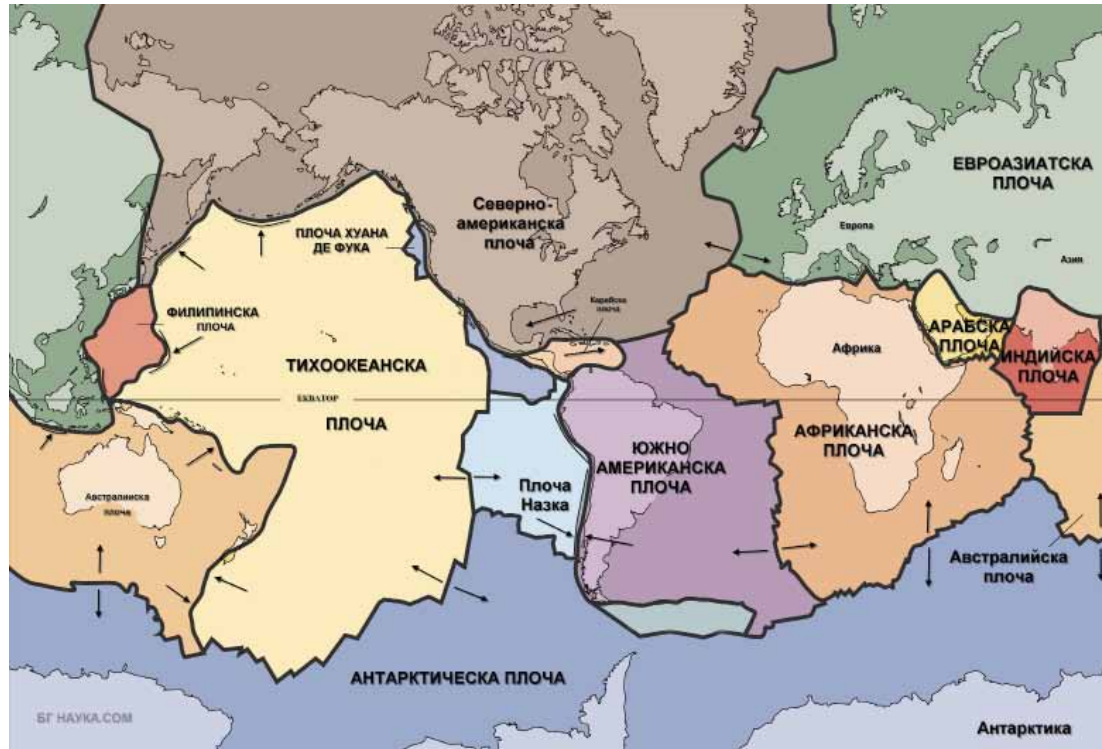 ЕВРОАЗИАТСКА
ПЛОЧА
Северно-
американска
плоча
Европа
Азия
ПЛОЧА ХУАНА
ДЕ ФУКА
ФИЛИПИНСКА
ПЛОЧА
Карибска
плоча
АРАБСКА
ПЛОЧА
ИНДИЙСКА
ПЛОЧА
Африка
ТИХООКЕАНСКА
ПЛОЧА
ЕКВАТОР
ЮЖНО
АМЕРИКАНСКА
ПЛОЧА
АФРИКАНСКА
ПЛОЧА
Плоча
Назка
Австралииска
плоча
Австралийска
плоча
АНТАРКТИЧЕСКА ПЛОЧА
БГ НАУКА.COM
Антарктика